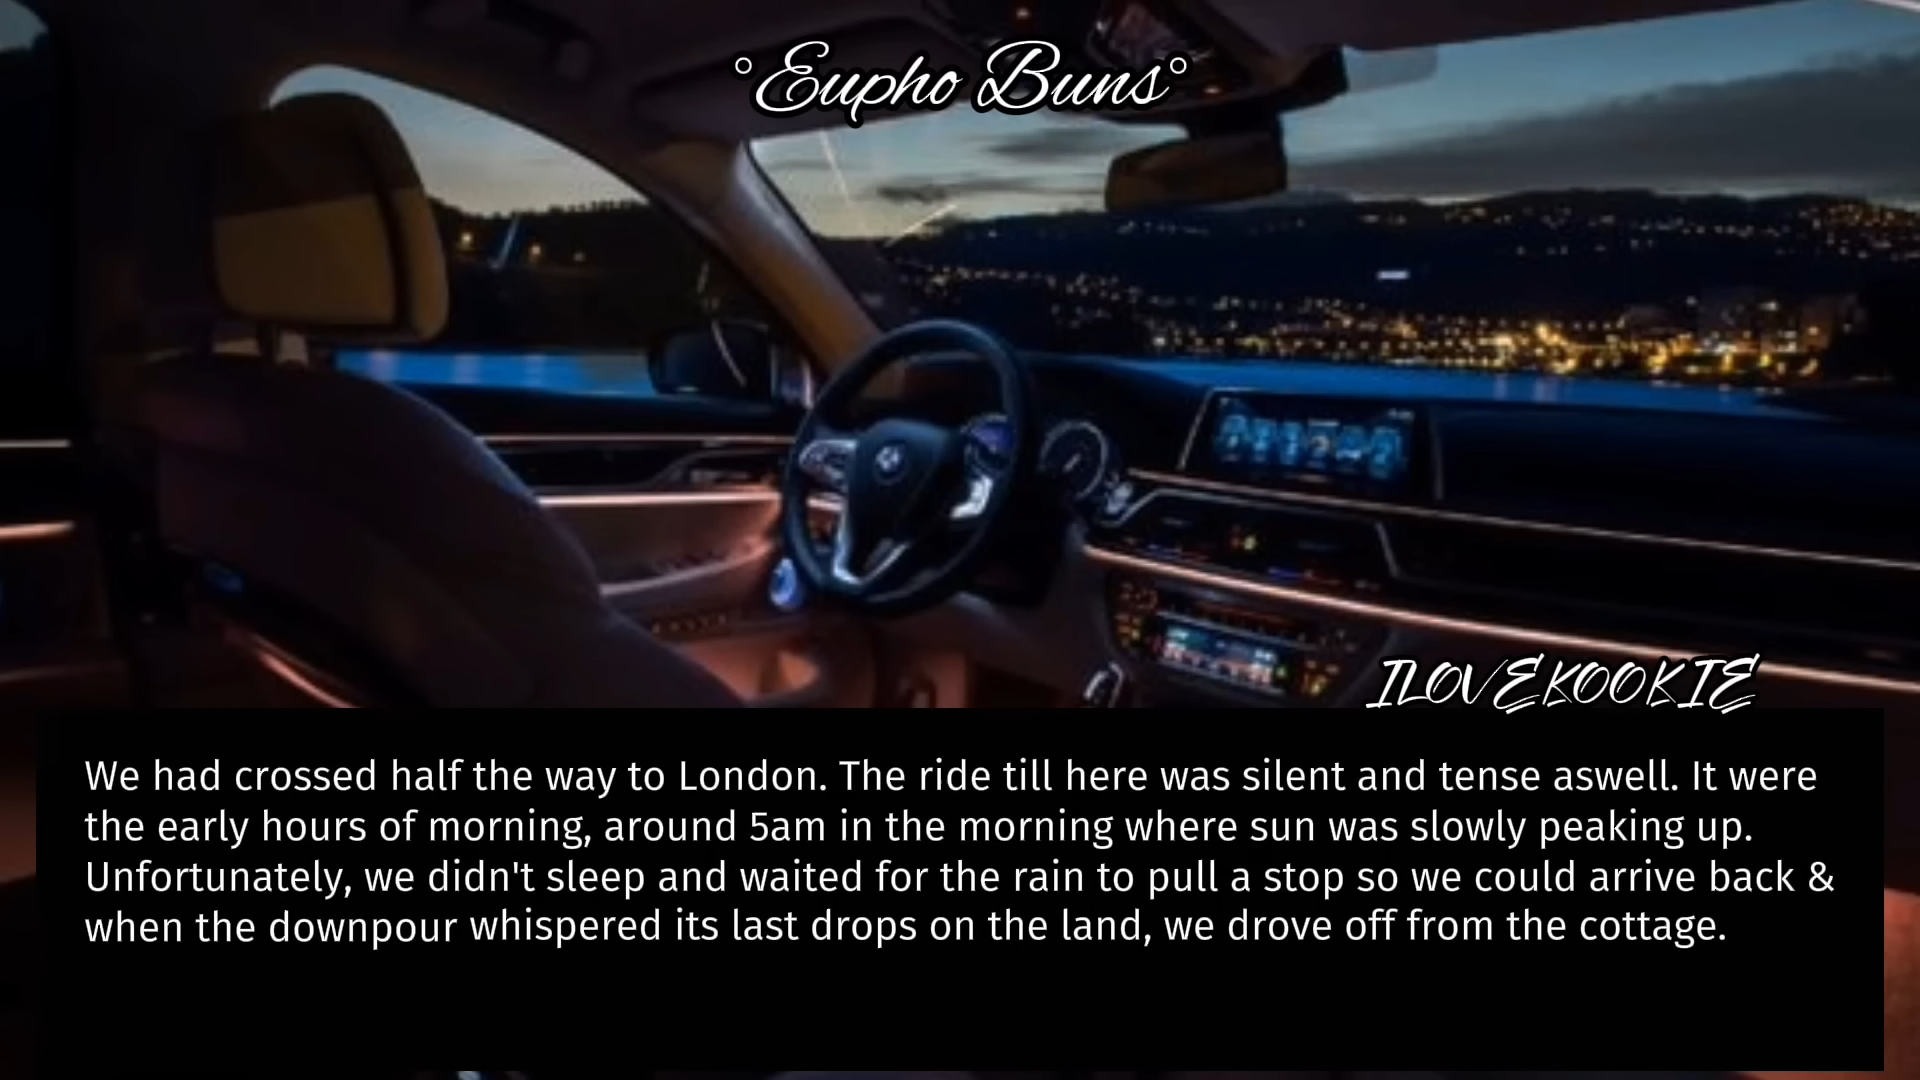 °Eupho Buns°
ILOVEKOOKIE
We had crossed half the way to London. The ride till here was silent and tense aswell. It were
the early hours of morning, around 5am in the morning where sun was slowly peaking up.
Unfortunately, we didn't sleep and waited for the rain to pull a stop so we could arrive back &
when the downpour whispered its last drops on the land, we drove off from the cottage.